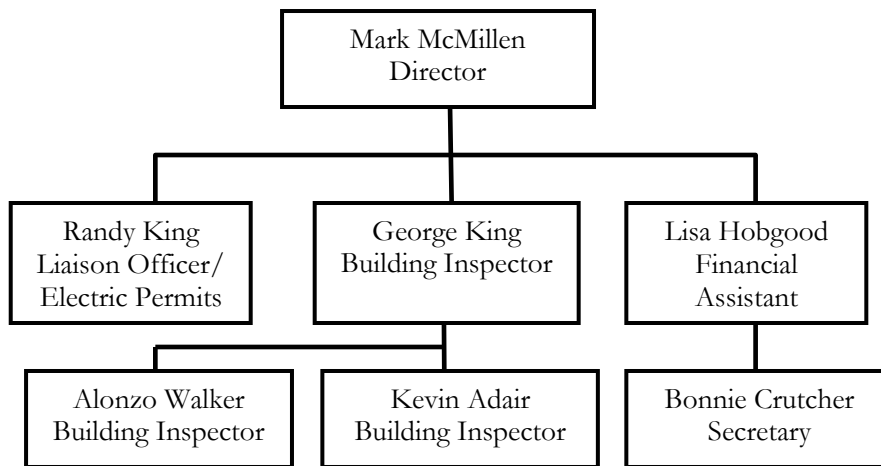 Mark McMillen
Director
Randy King
Liaison Officer/
Electric Permits
George King
Building Inspector
Lisa Hobgood
Financial
Assistant
Alonzo Walker
Building Inspector
Kevin Adair
Building Inspector
Bonnie Crutcher
Secretary